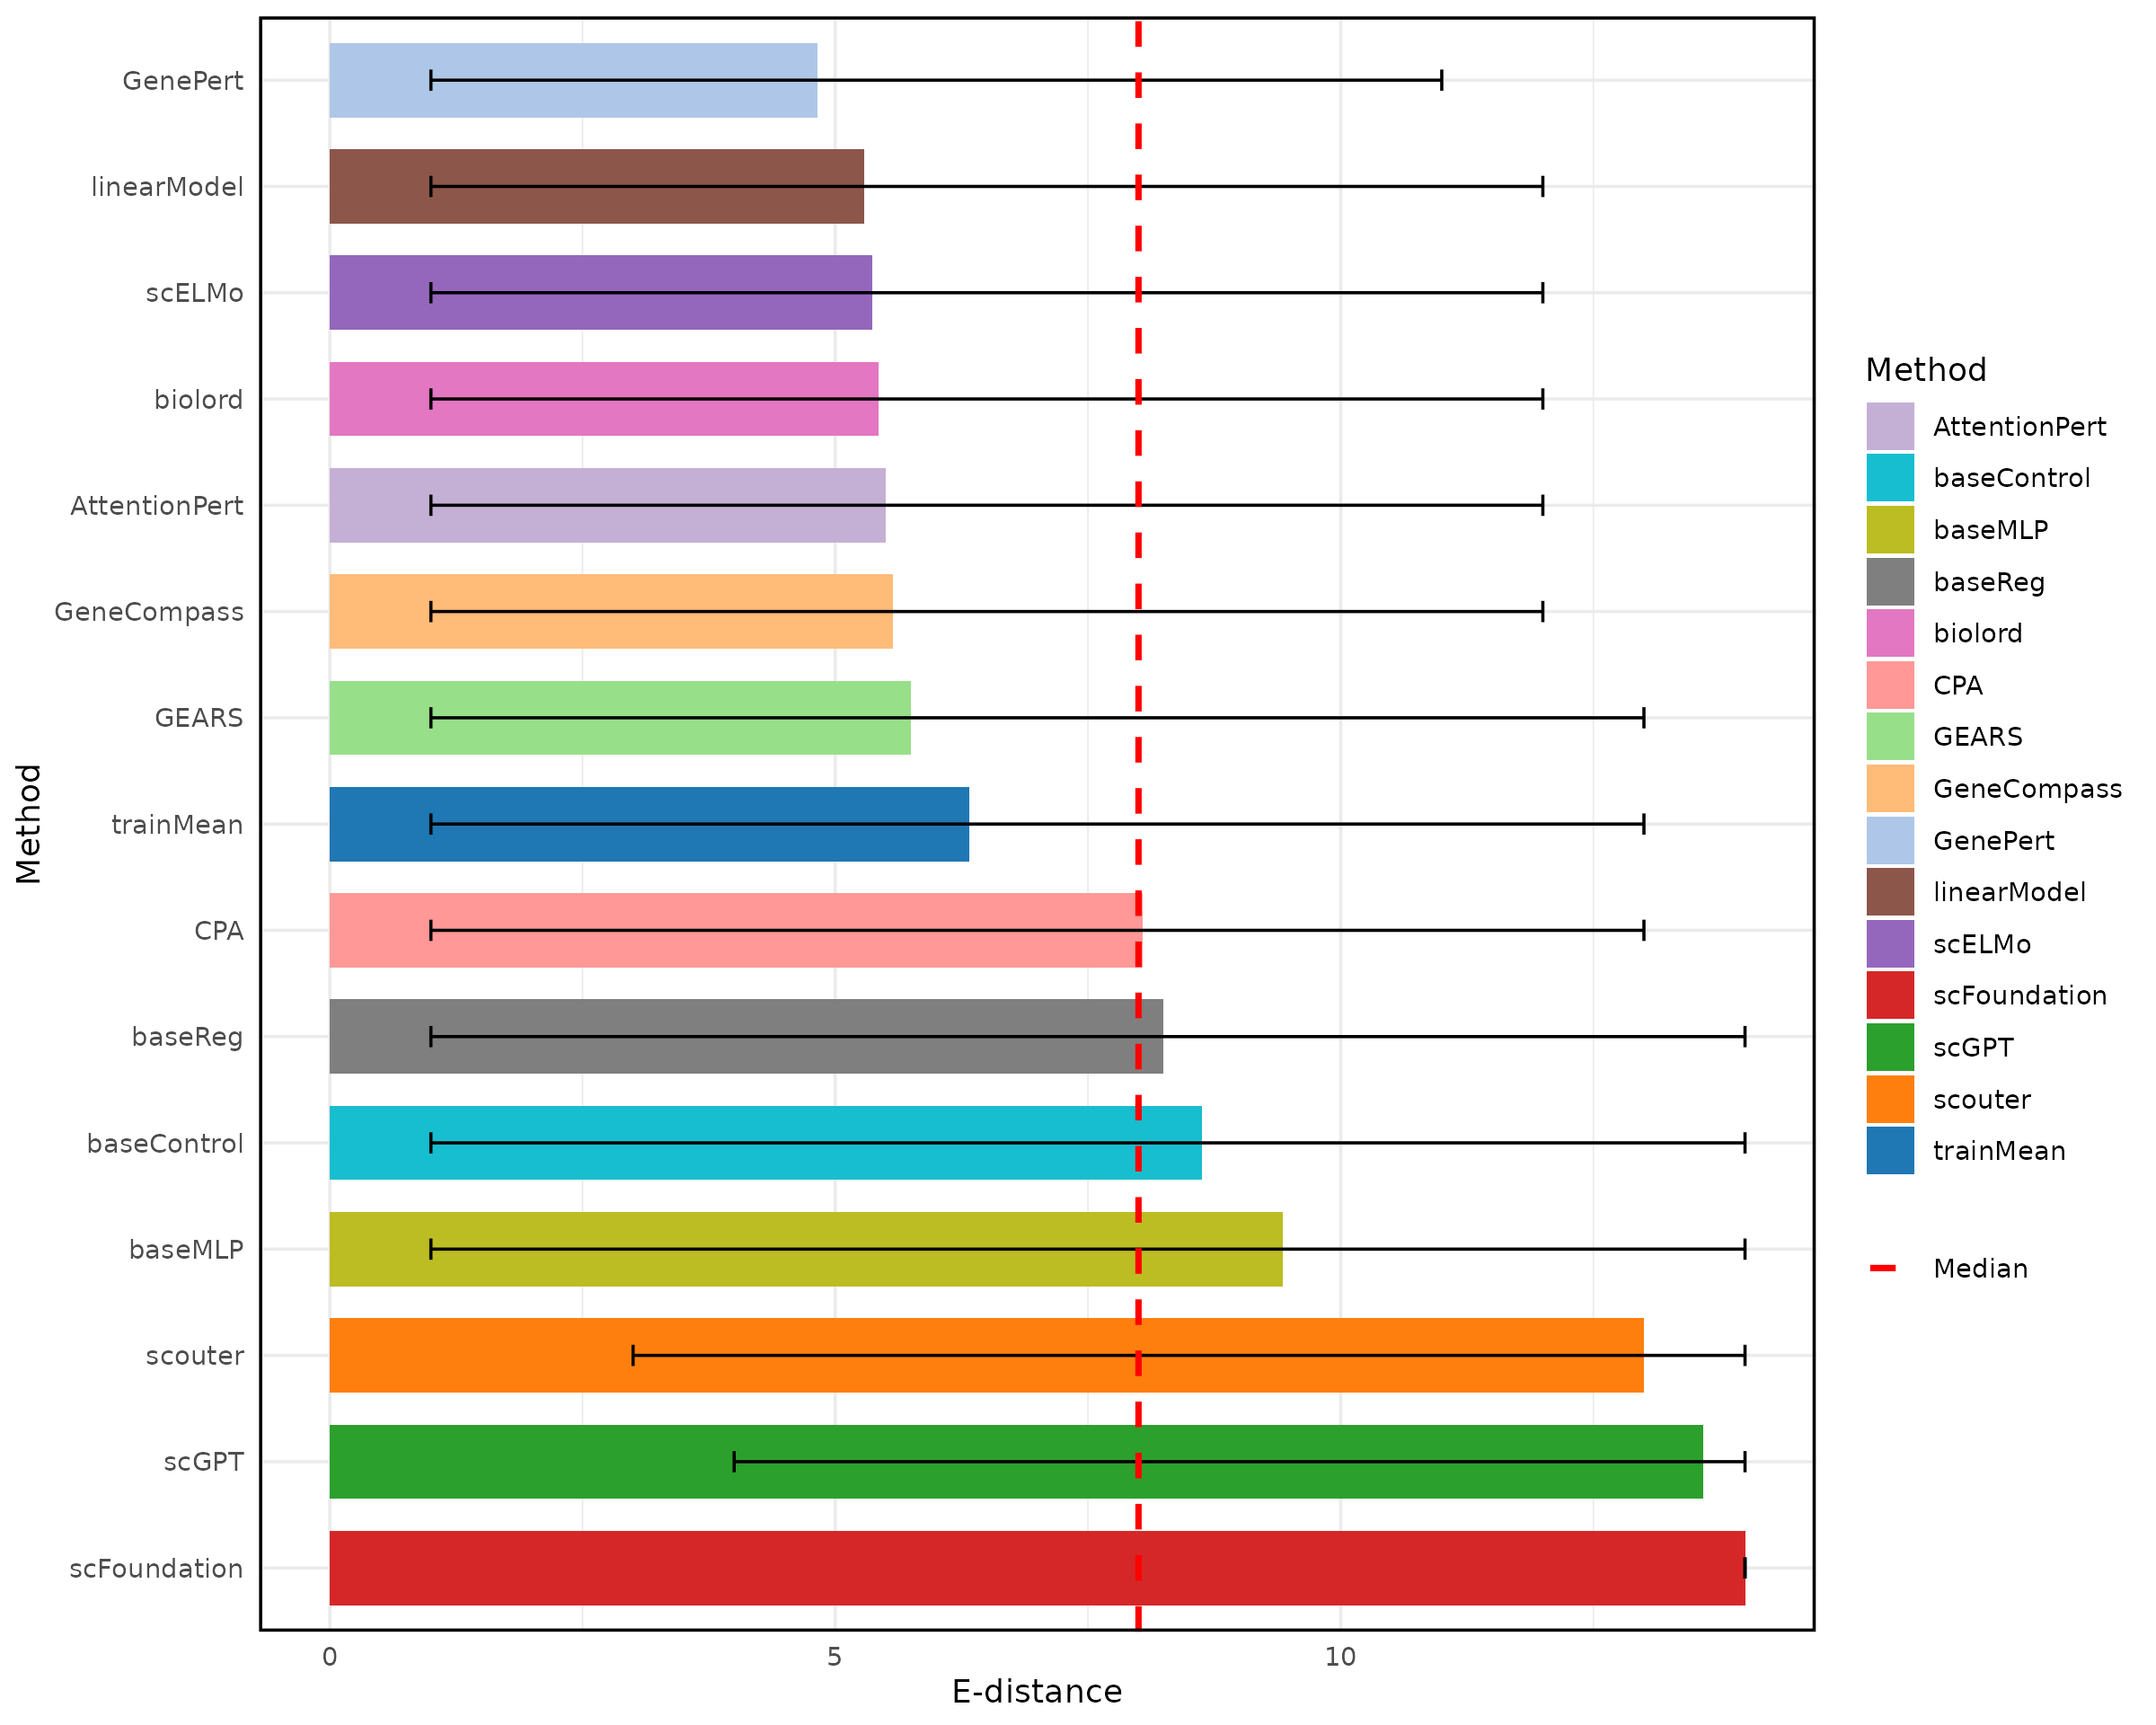 Method
GenePert
linearModel
scELMo
biolord
AttentionPert
GeneCompass
GEARS
trainMean
CPA
baseReg
baseControl
baseMLP
scouter
scGPT
scFoundation
0 5 10
E-distance
Method
AttentionPert
baseControl
baseMLP
baseReg
biolord
CPA
GEARS
GeneCompass
GenePert
linearModel
scELMo
scFoundation
scGPT
scouter
trainMean
Median